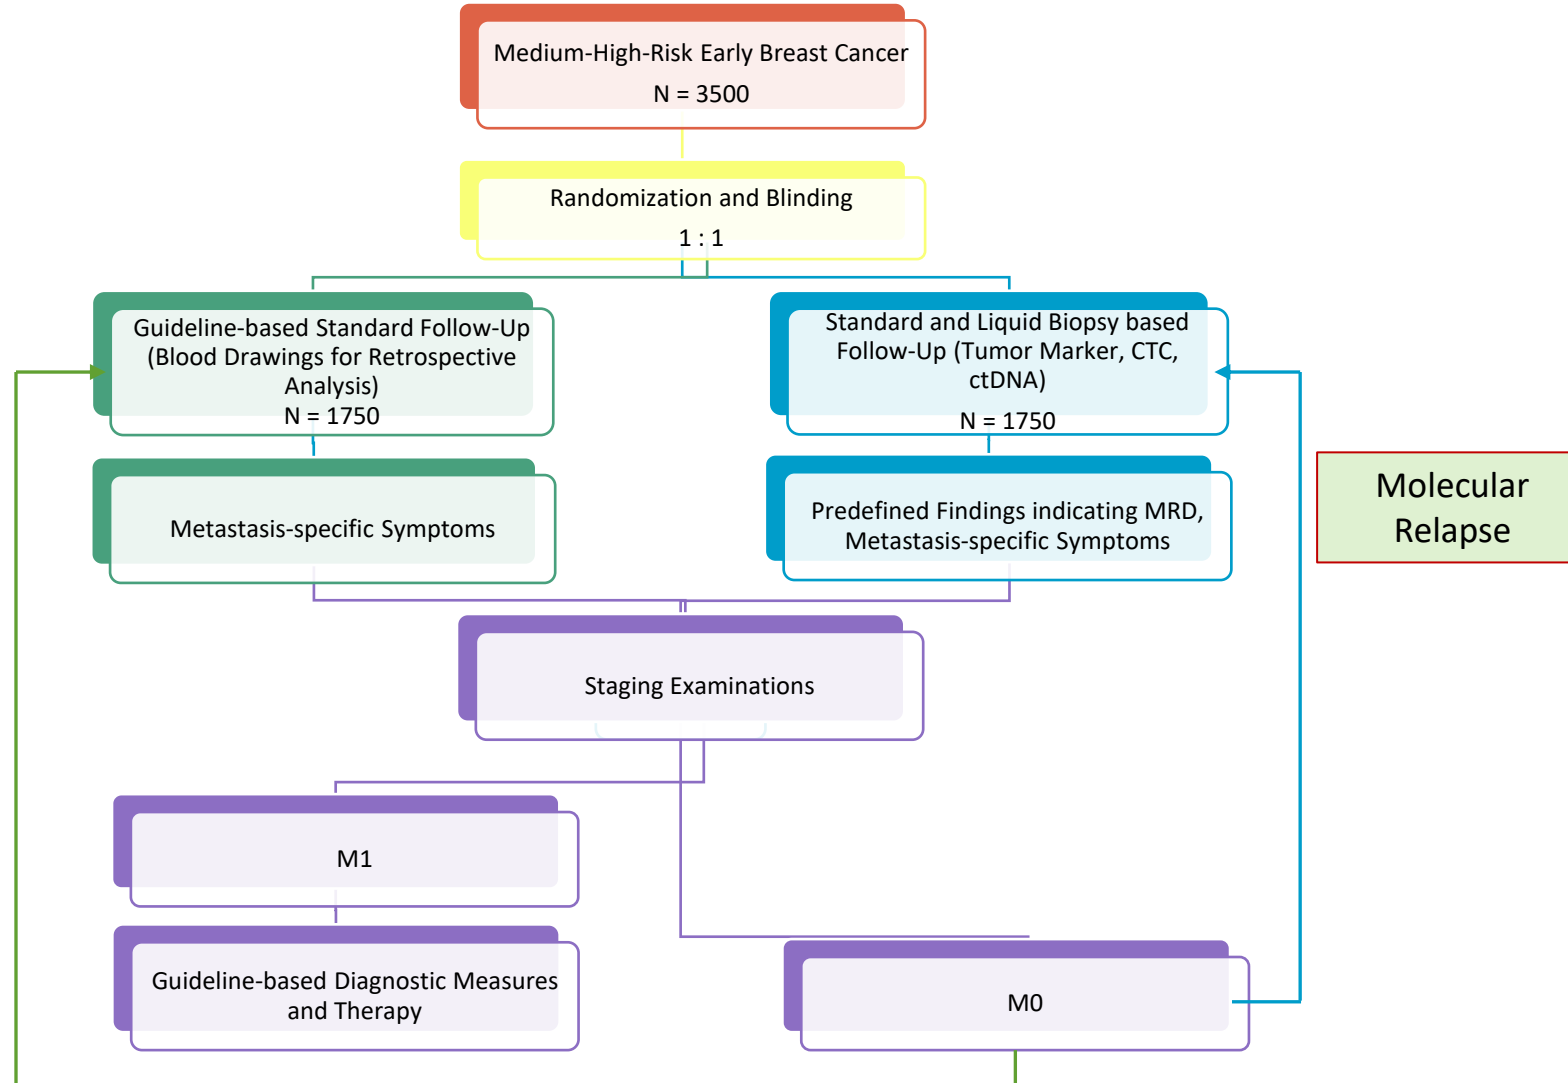 Medium-High-Risk Early Breast Cancer
N = 3500
Randomization and Blinding
1 : 1
Guideline-based Standard Follow-Up
(Blood Drawings for Retrospective
Analysis)
N = 1750
Standard and Liquid Biopsy based
Follow-Up (Tumor Marker, CTC,
ctDNA)
N = 1750
Metastasis-specific Symptoms
Predefined Findings indicating MRD,
Metastasis-specific Symptoms
Molecular
Relapse
Staging Examinations
M1
Guideline-based Diagnostic Measures
and Therapy
M0